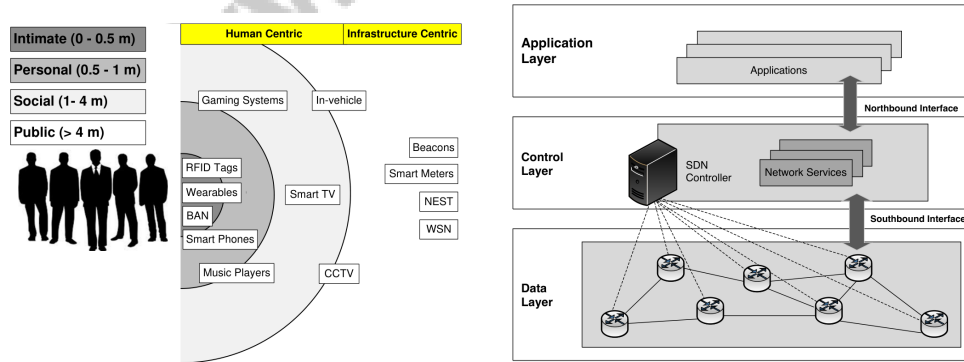 Human Centric
Infrastructure Centric
Intimate (0 - 0.5 m)
Personal (0.5 - 1 m)
Social (1- 4 m)
Public (> 4 m)
Gaming Systems
In-vehicle
RFID Tags
Wearables
BAN
Smart Phones
Music Players
Smart TV
CCTV
Beacons
Smart Meters
NEST
WSN
Application
Layer
Applications
Northbound Interface
Control
Layer
SDN
Controller
Network Services
Southbound Interface
Data
Layer